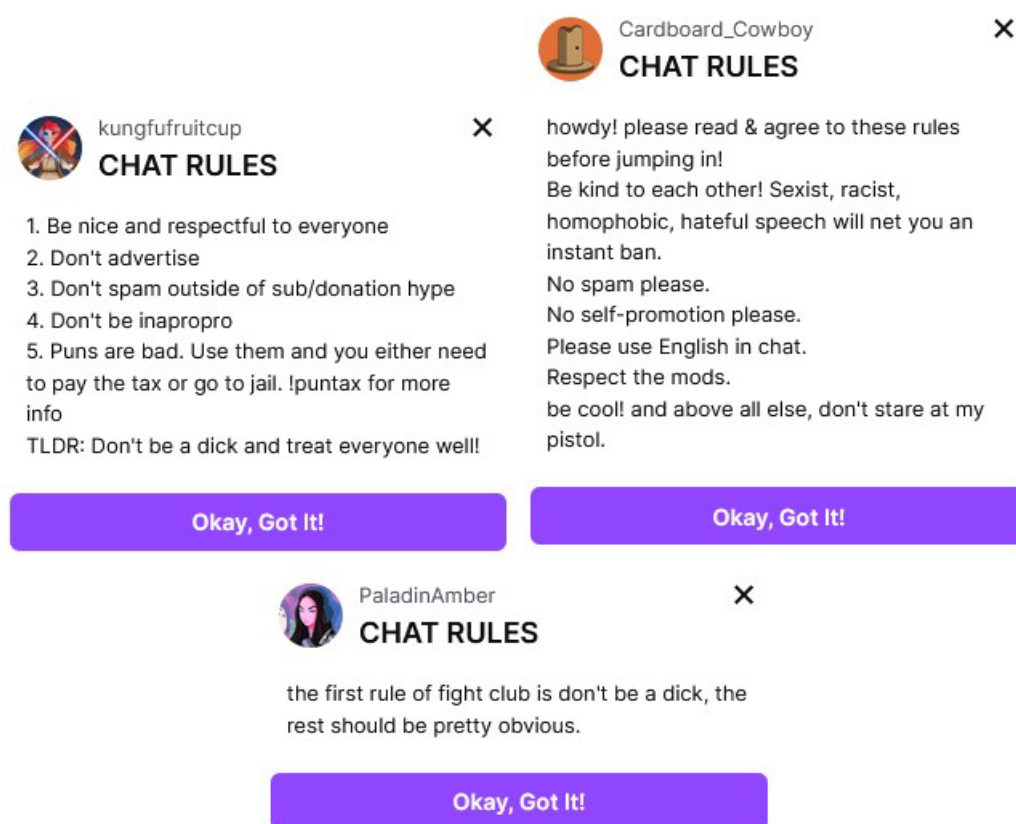 kungfufruitcup
CHAT RULES
1. Be nice and respectful to everyone
2. Don't advertise
3. Don't spam outside of sub/donation hype
4. Don't be inapropro
5. Puns are bad. Use them and you either need
to pay the tax or go to jail. !puntax for more
info
TLDR: Don't be a dick and treat everyone well!
Okay, Got It!
Cardboard_Cowboy
CHAT RULES
howdy! please read & agree to these rules
before jumping in!
Be kind to each other! Sexist, racist,
homophobic, hateful speech will net you an
instant ban.
No spam please.
No self-promotion please.
Please use English in chat.
Respect the mods.
be cool! and above all else, don't stare at my
pistol.
Okay, Got It!
PaladinAmber
CHAT RULES
the first rule of fight club is don't be a dick, the
rest should be pretty obvious.
Okay, Got It!